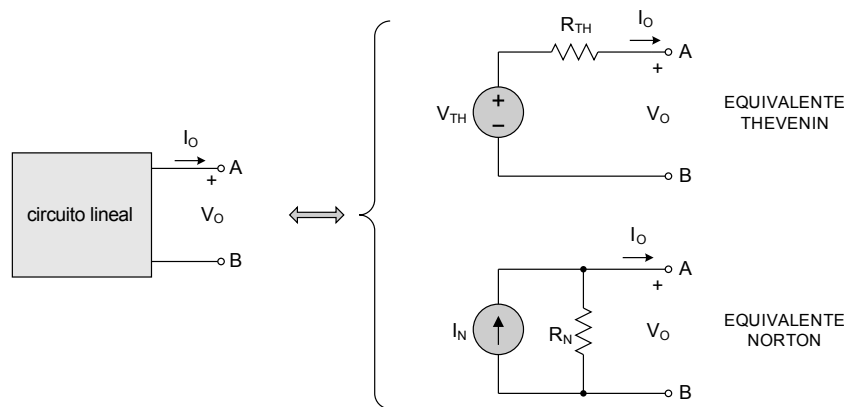 circuito lineal
I_O
A
+
V_O
B
R_TH
I_O
A
+
V_TH
+
−
V_O
B
EQUIVALENTE
THEVENIN
I_O
A
+
I_N
R_N
V_O
B
EQUIVALENTE
NORTON